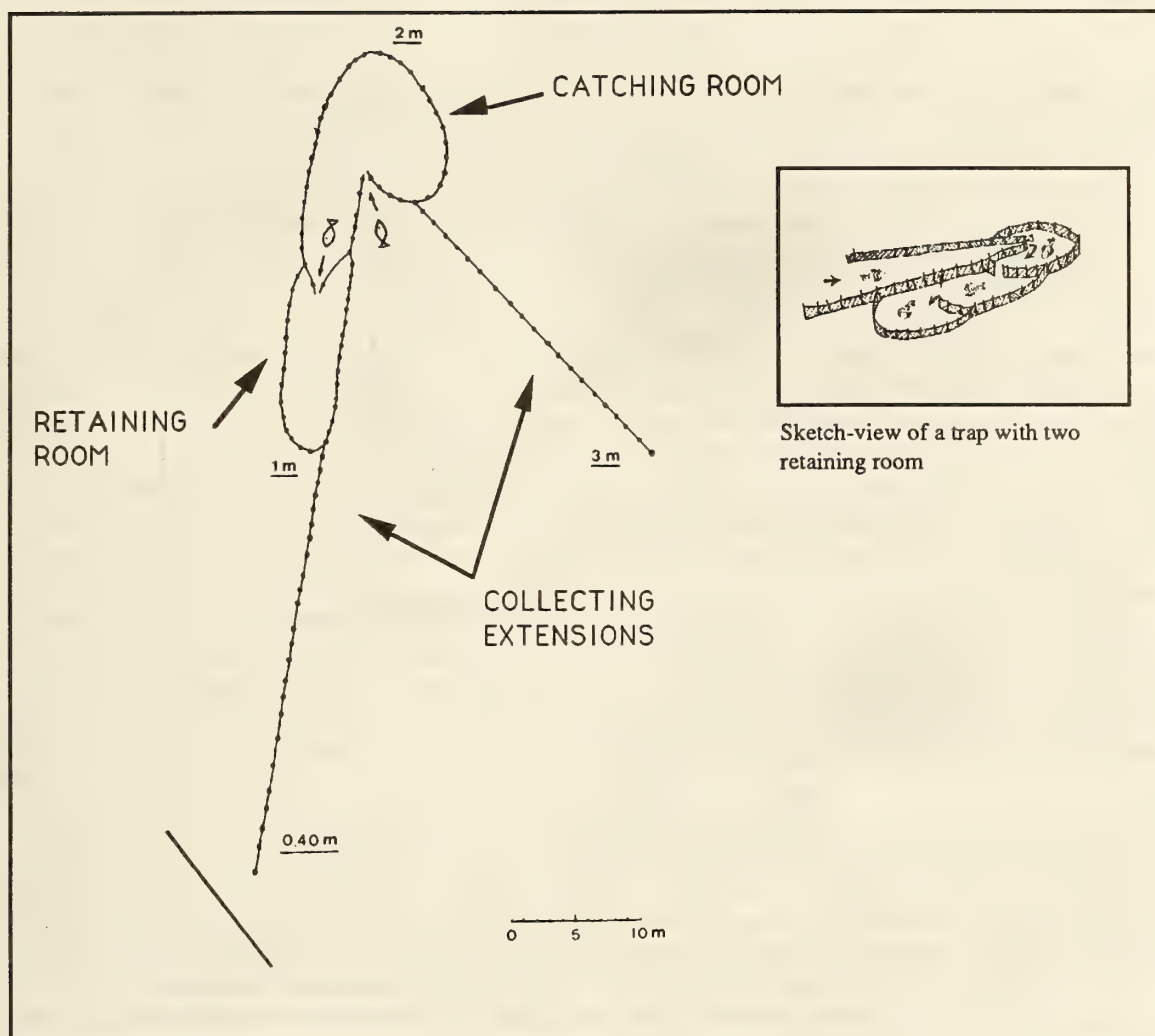 2 m
CATCHING ROOM
RETAINING
ROOM
1 m
3 m
Sketch-view of a trap with two
retaining room
COLLECTING
EXTENSIONS
0,40 m
0 5 10 m